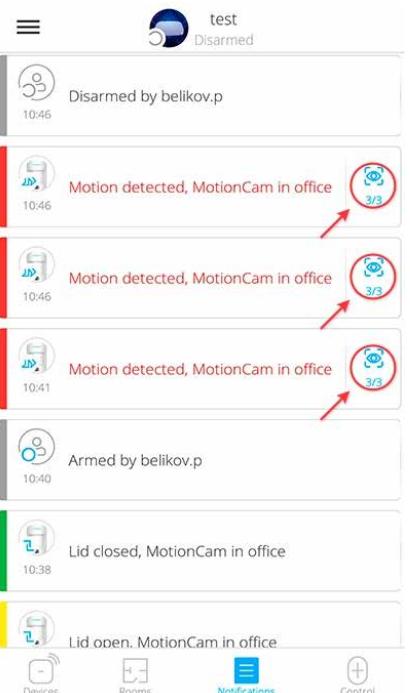 test
Disarmed
Disarmed by belikov.p
10:46
Motion detected, MotionCam in office
3/3
10:46
Motion detected, MotionCam in office
3/3
10:46
Motion detected, MotionCam in office
3/3
10:41
Armed by belikov.p
10:40
Lid closed, MotionCam in office
10:38
Lid open, MotionCam in office
Devices Rooms Notifications Control